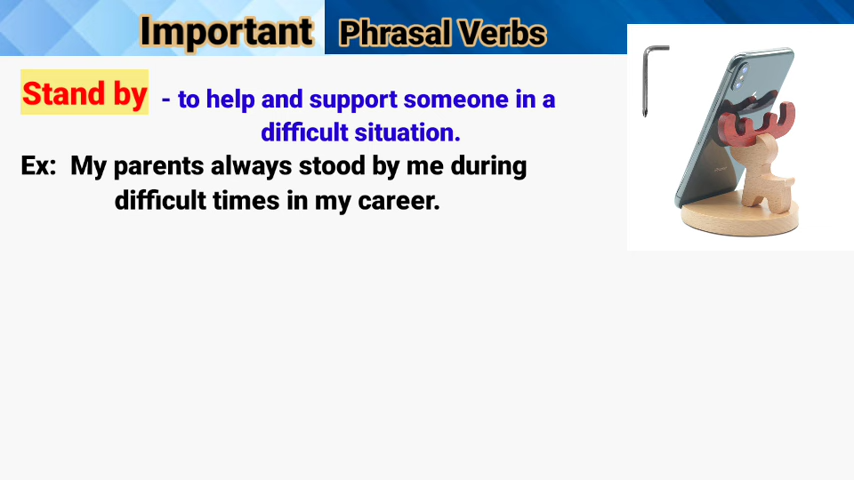 Important Phrasal Verbs
Stand by - to help and support someone in a
difficult situation.
Ex: My parents always stood by me during
difficult times in my career.